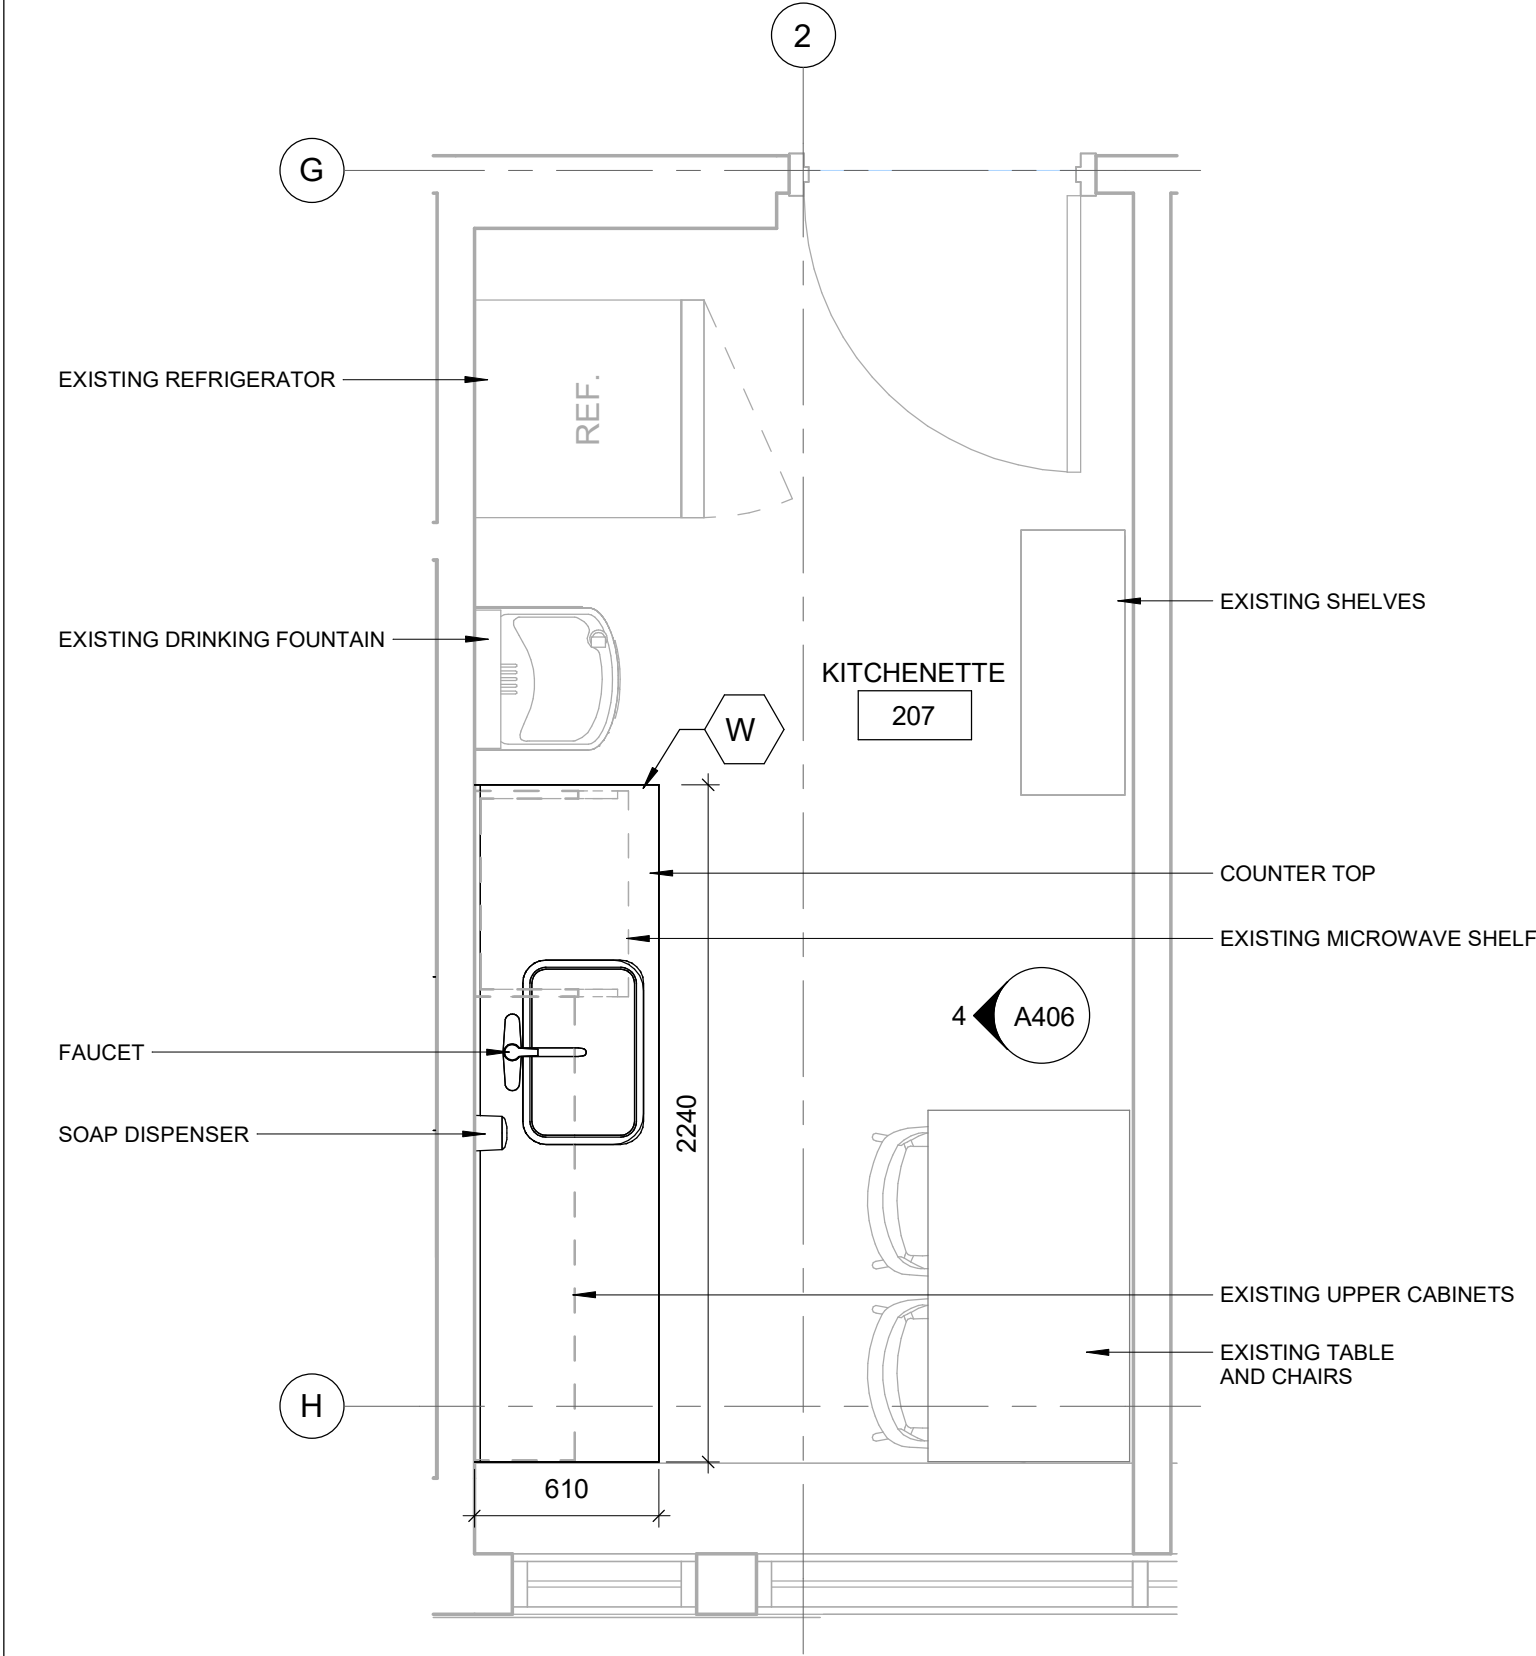 2
G
EXISTING REFRIGERATOR
REF.
EXISTING SHELVES
EXISTING DRINKING FOUNTAIN
KITCHENETTE
207
W
COUNTER TOP
EXISTING MICROWAVE SHELF
4
A406
FAUCET
2240
SOAP DISPENSER
EXISTING UPPER CABINETS
EXISTING TABLE
AND CHAIRS
H
610